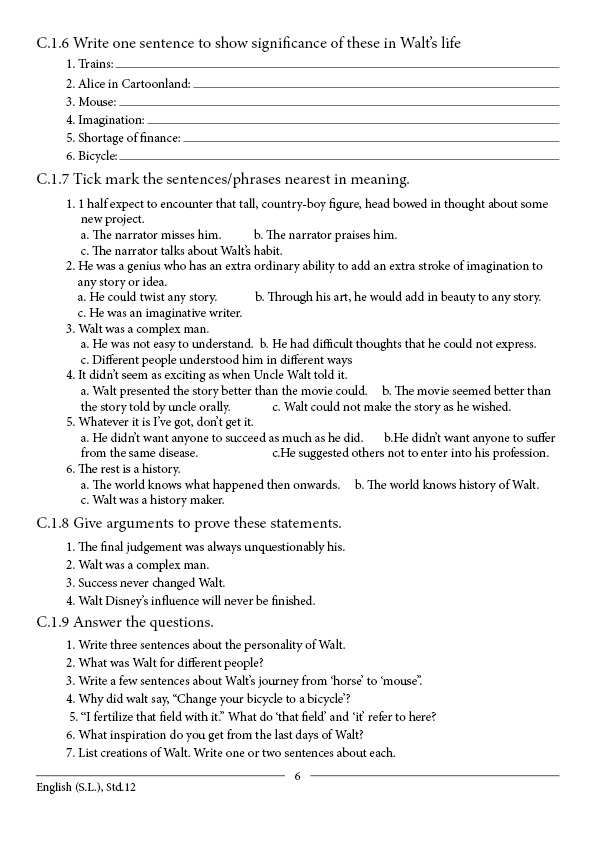 C.1.6 Write one sentence to show significance of these in Walt's life
1. Trains:
2. Alice in Cartoonland:
3. Mouse:
4. Imagination:
5. Shortage of finance:
6. Bicycle:
C.1.7 Tick mark the sentences/phrases nearest in meaning.
1. 1 half expect to encounter that tall, country-boy figure, head bowed in thought about some
new project.
a. The narrator misses him. b. The narrator praises him.
c. The narrator talks about Walt's habit.
2. He was a genius who has an extra ordinary ability to add an extra stroke of imagination to
any story or idea.
a. He could twist any story. b. Through his art, he would add in beauty to any story.
c. He was an imaginative writer.
3. Walt was a complex man.
a. He was not easy to understand. b. He had difficult thoughts that he could not express.
c. Different people understood him in different ways
4. It didn't seem as exciting as when Uncle Walt told it.
a. Walt presented the story better than the movie could. b. The movie seemed better than
the story told by uncle orally. c. Walt could not make the story as he wished.
5. Whatever it is I've got, don't get it.
a. He didn't want anyone to succeed as much as he did. b.He didn't want anyone to suffer
from the same disease. c.He suggested others not to enter into his profession.
6. The rest is a history.
a. The world knows what happened then onwards. b. The world knows history of Walt.
c. Walt was a history maker.
C.1.8 Give arguments to prove these statements.
1. The final judgement was always unquestionably his.
2. Walt was a complex man.
3. Success never changed Walt.
4. Walt Disney's influence will never be finished.
C.1.9 Answer the questions.
1. Write three sentences about the personality of Walt.
2. What was Walt for different people?
3. Write a few sentences about Walt's journey from 'horse' to 'mouse".
4. Why did walt say, "Change your bicycle to a bicycle'?
5. "I fertilize that field with it." What do 'that field' and 'it' refer to here?
6. What inspiration do you get from the last days of Walt?
7. List creations of Walt. Write one or two sentences about each.
6
English (S.L.), Std.12